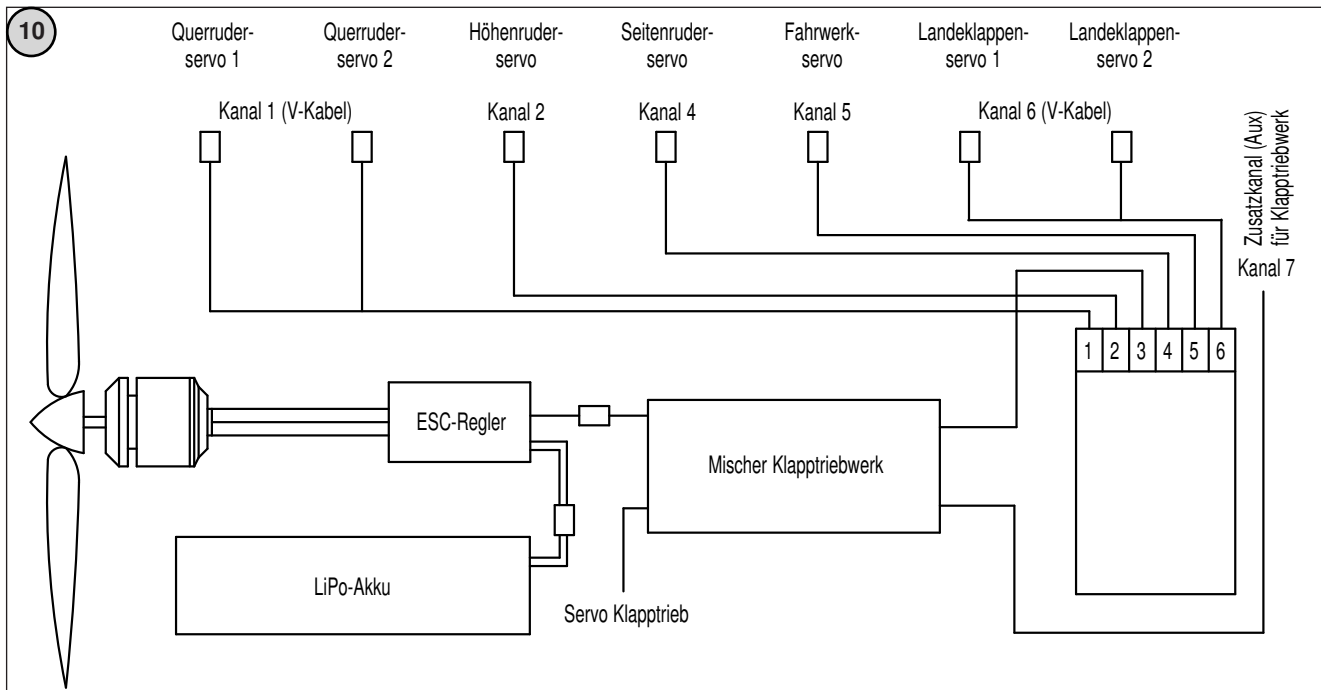 10
Querruder-
servo 1
Querruder-
servo 2
Höhenruder-
servo
Seitenruder-
servo
Fahrwerk-
servo
Landeklappen-
servo 1
Landeklappen-
servo 2
Kanal 1 (V-Kabel)
Kanal 2
Kanal 4
Kanal 5
Kanal 6 (V-Kabel)
Zusatzkanal (Aux)
für Klapptriebwerk
Kanal 7
1 2 3 4 5 6
ESC-Regler
Mischer Klapptriebwerk
LiPo-Akku
Servo Klapptrieb